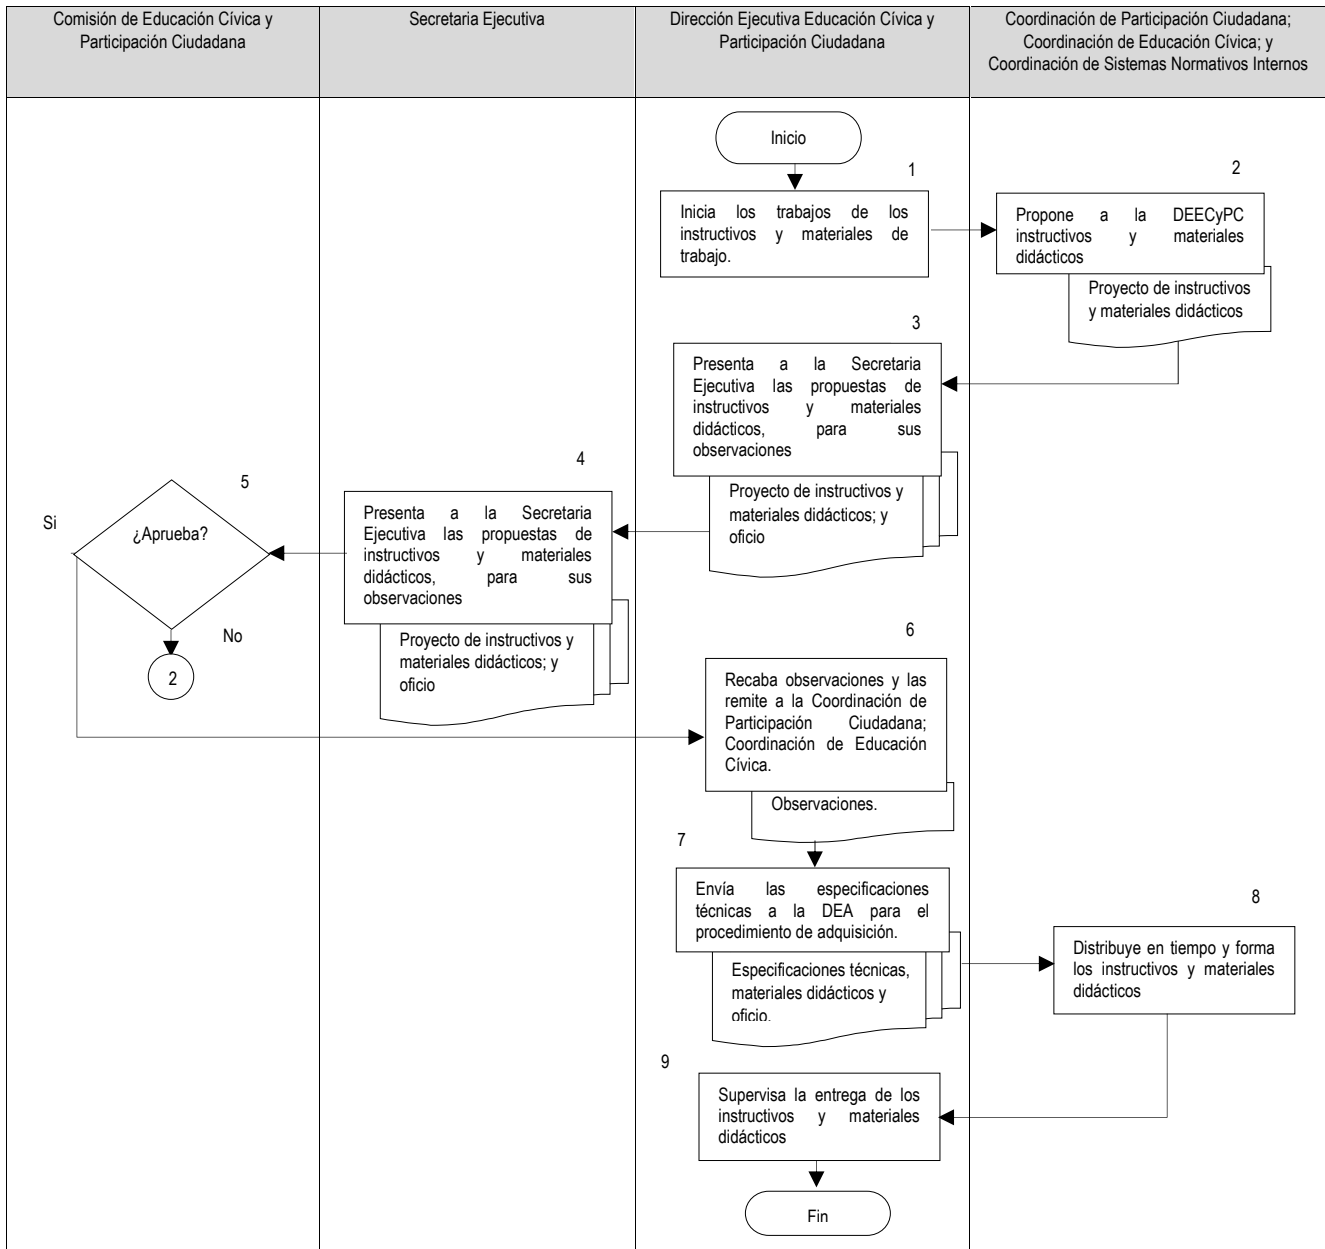 Comisión de Educación Cívica y
Participación Ciudadana
Secretaria Ejecutiva
Dirección Ejecutiva Educación Cívica y
Participación Ciudadana
Coordinación de Participación Ciudadana;
Coordinación de Educación Cívica; y
Coordinación de Sistemas Normativos Internos
Inicio
1
Inicia los trabajos de los
instructivos y materiales de
trabajo.
2
Propone a la DEECyPC
instructivos y materiales
didácticos
Proyecto de instructivos
y materiales didácticos
3
Presenta a la Secretaria
Ejecutiva las propuestas de
instructivos y materiales
didácticos, para sus
observaciones
Proyecto de instructivos y
materiales didácticos; y
oficio
4
Presenta a la Secretaria
Ejecutiva las propuestas de
instructivos y materiales
didácticos, para sus
observaciones
Proyecto de instructivos y
materiales didácticos; y
oficio
5
Si
¿Aprueba?
No
2
6
Recaba observaciones y las
remite a la Coordinación de
Participación Ciudadana;
Coordinación de Educación
Cívica.
Observaciones.
7
Envía las especificaciones
técnicas a la DEA para el
procedimiento de adquisición.
Especificaciones técnicas,
materiales didácticos y
oficio.
8
Distribuye en tiempo y forma
los instructivos y materiales
didácticos
9
Supervisa la entrega de los
instructivos y materiales
didácticos
Fin